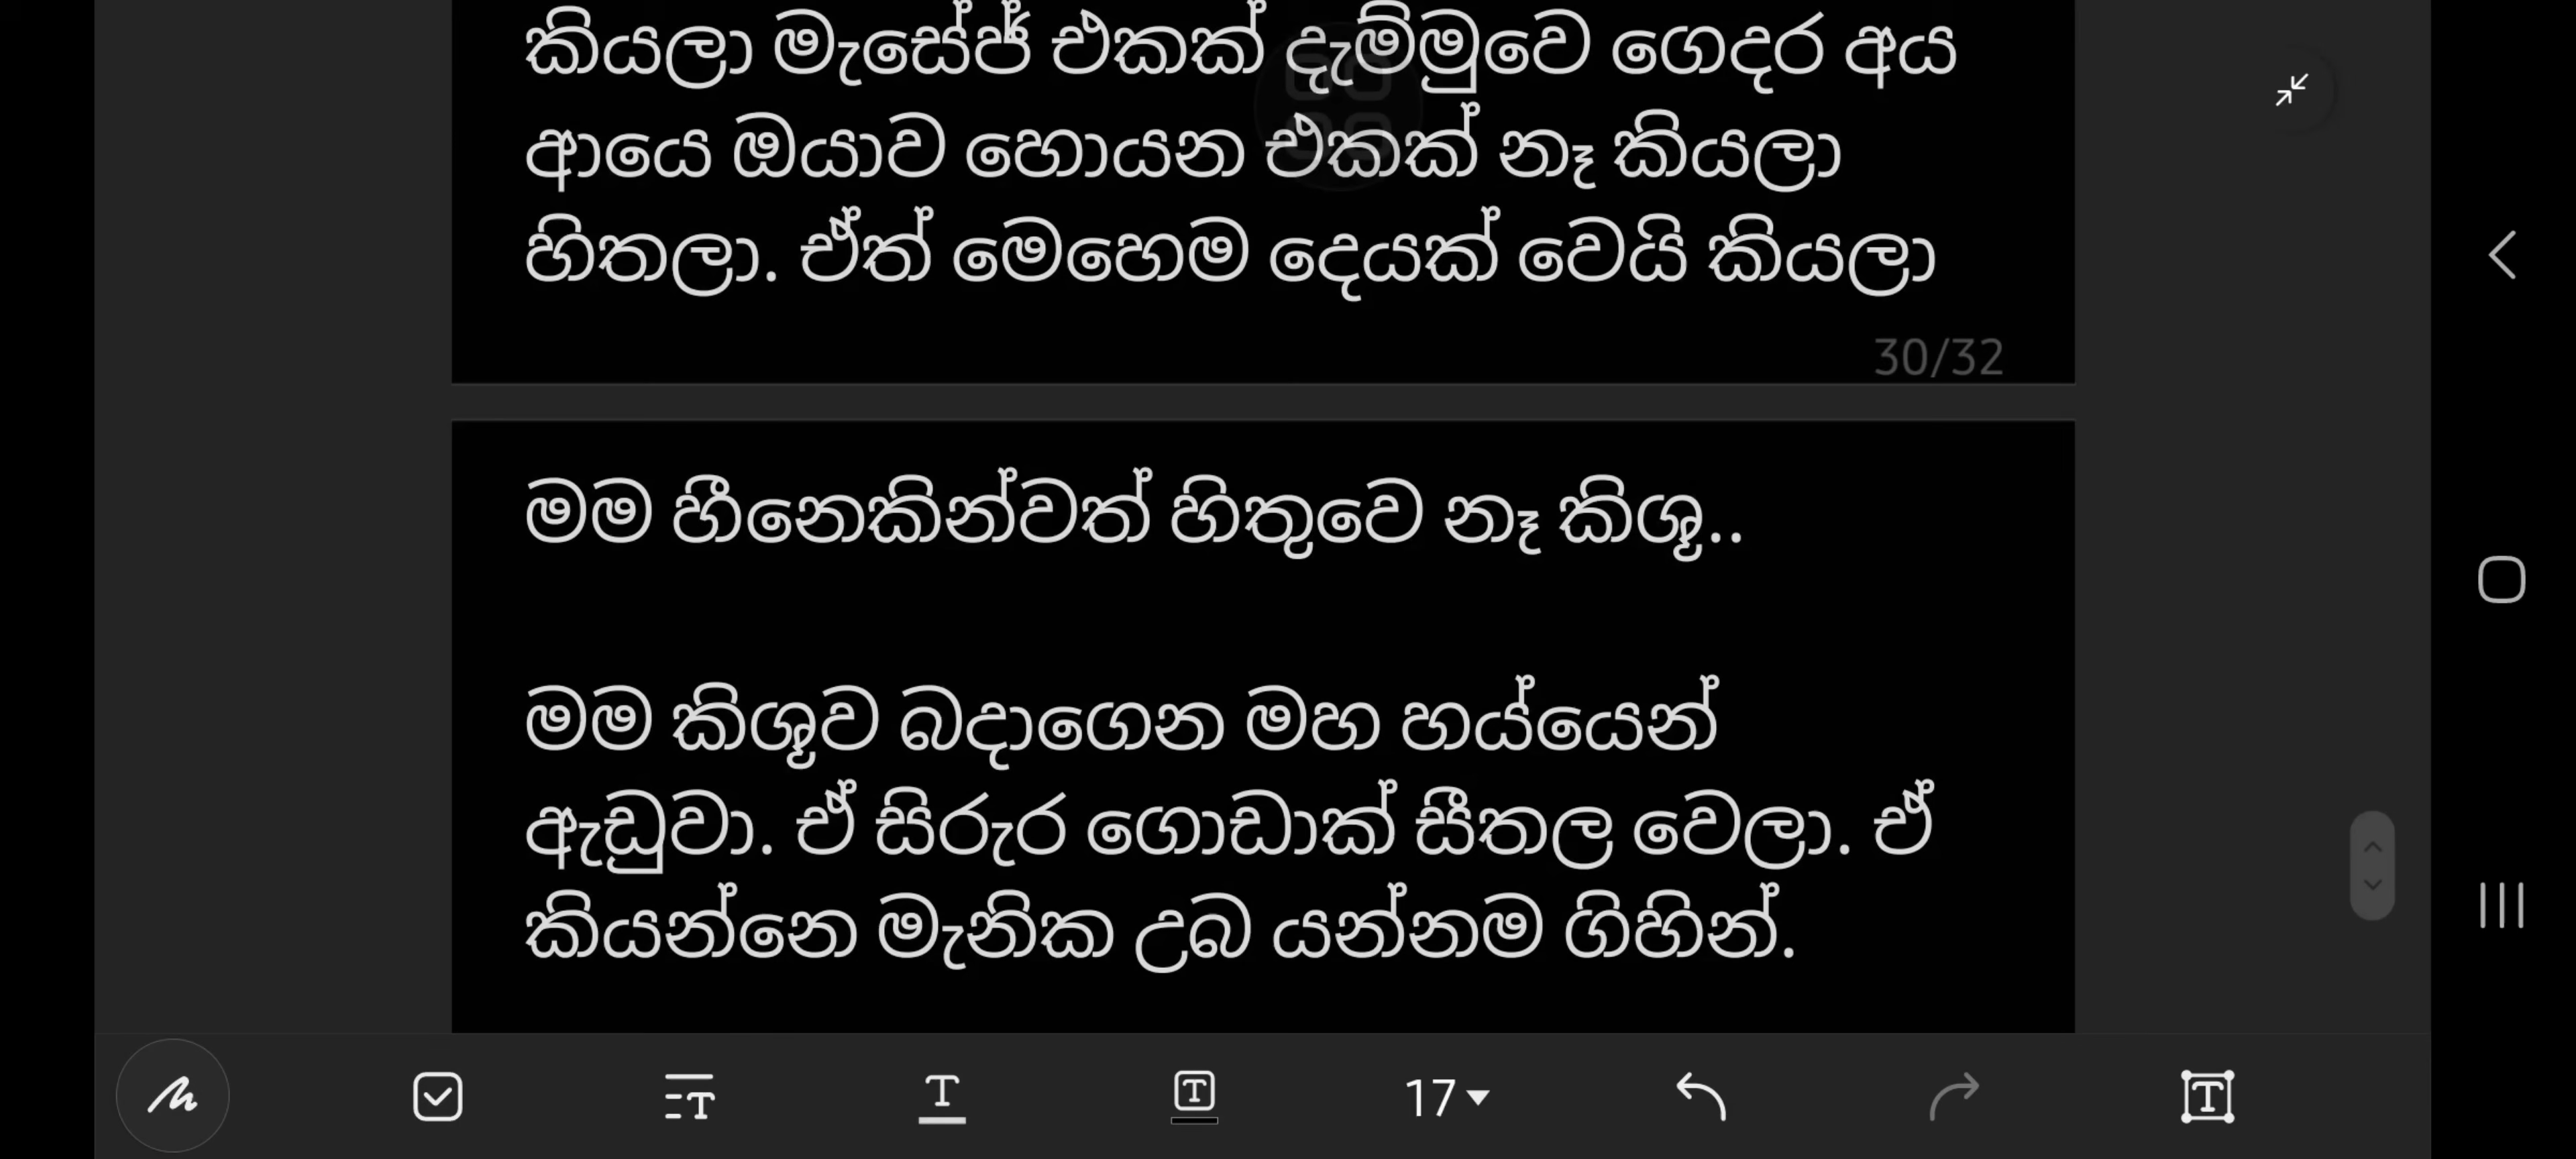 කියලා මැසේජ් එකක් දැම්මුවෙ ගෙදර අය
ආයෙ ඔයාව හොයන එකක් නෑ කියලා
හිතලා. ඒත් මෙහෙම දෙයක් වෙයි කියලා
30/32
මම හීනෙකින්වත් හිතුවෙ නෑ කිශූ..
මම කිශූව බදාගෙන මහ හය්යෙන්
ඇඩුවා. ඒ සිරුර ගොඩාක් සීතල වෙලා. ඒ
කියන්නෙ මැනික උබ යන්නම ගිහින්.
17